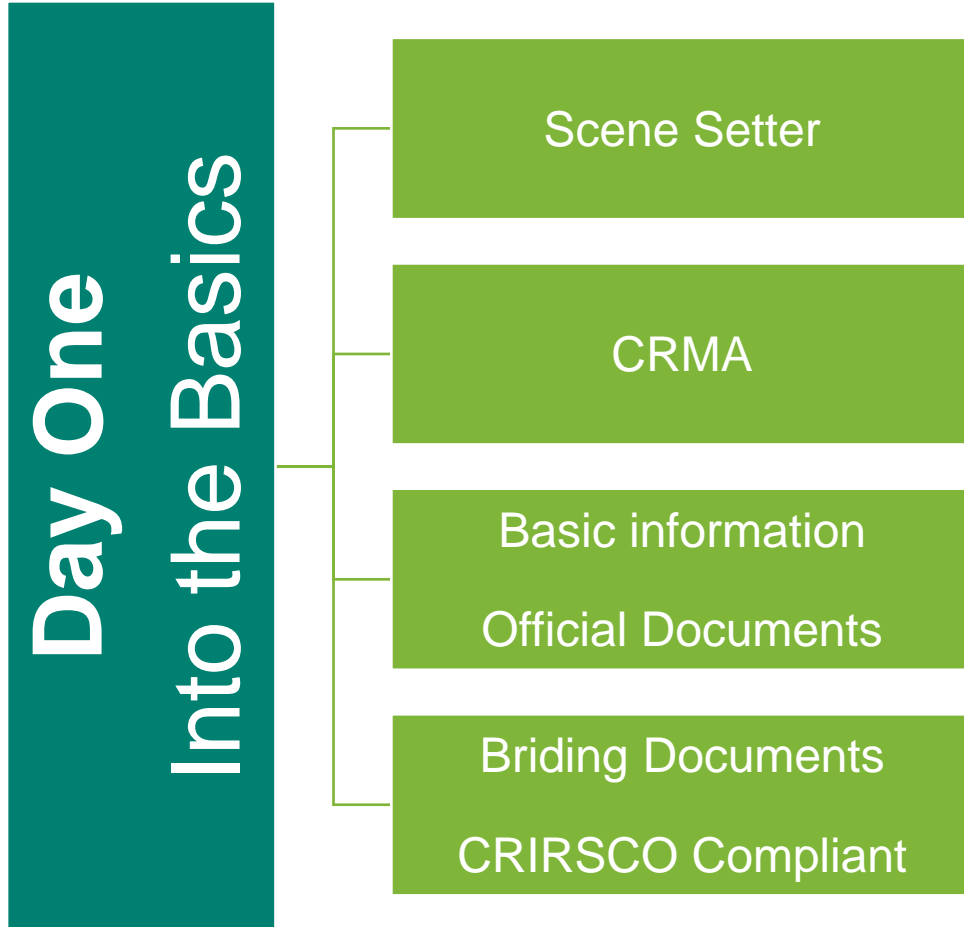 Day One
Into the Basics
Scene Setter
CRMA
Basic information
Official Documents
Briding Documents
CRIRSCO Compliant